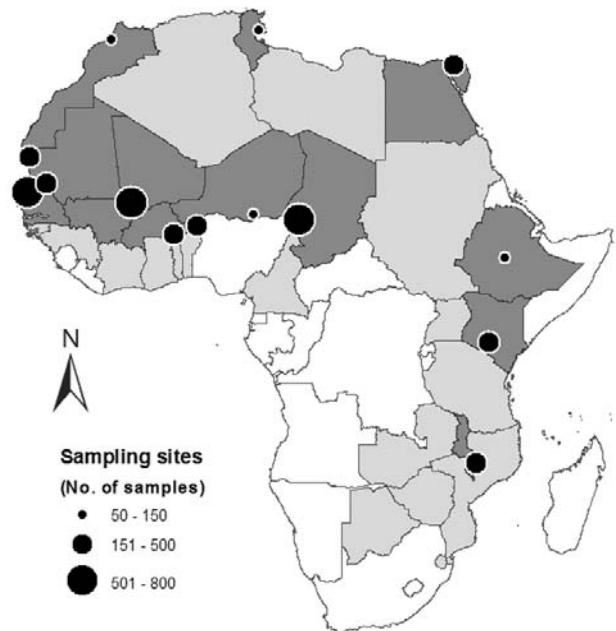 N
Sampling sites
(No. of samples)
50 - 150
151 - 500
501 - 800